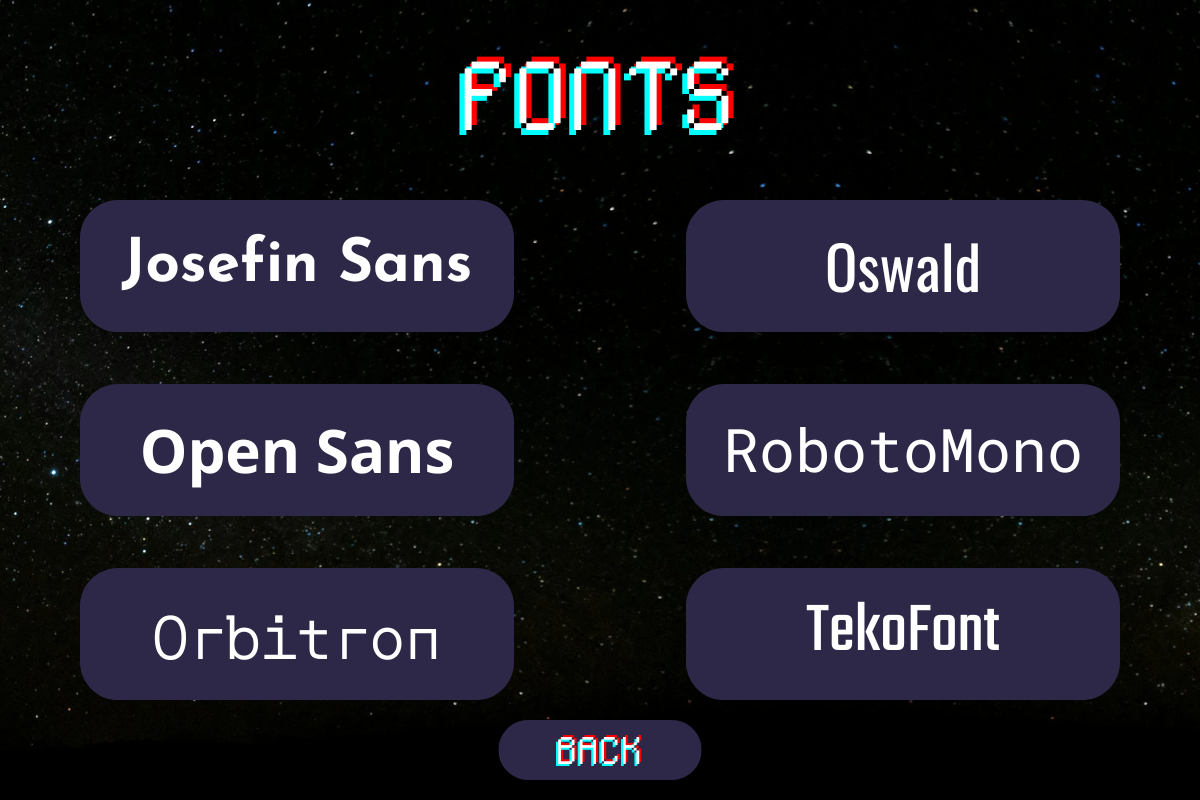 FONTS
Josefin Sans
Oswald
Open Sans
RobotoMono
Orbitron
TekoFont
BACK